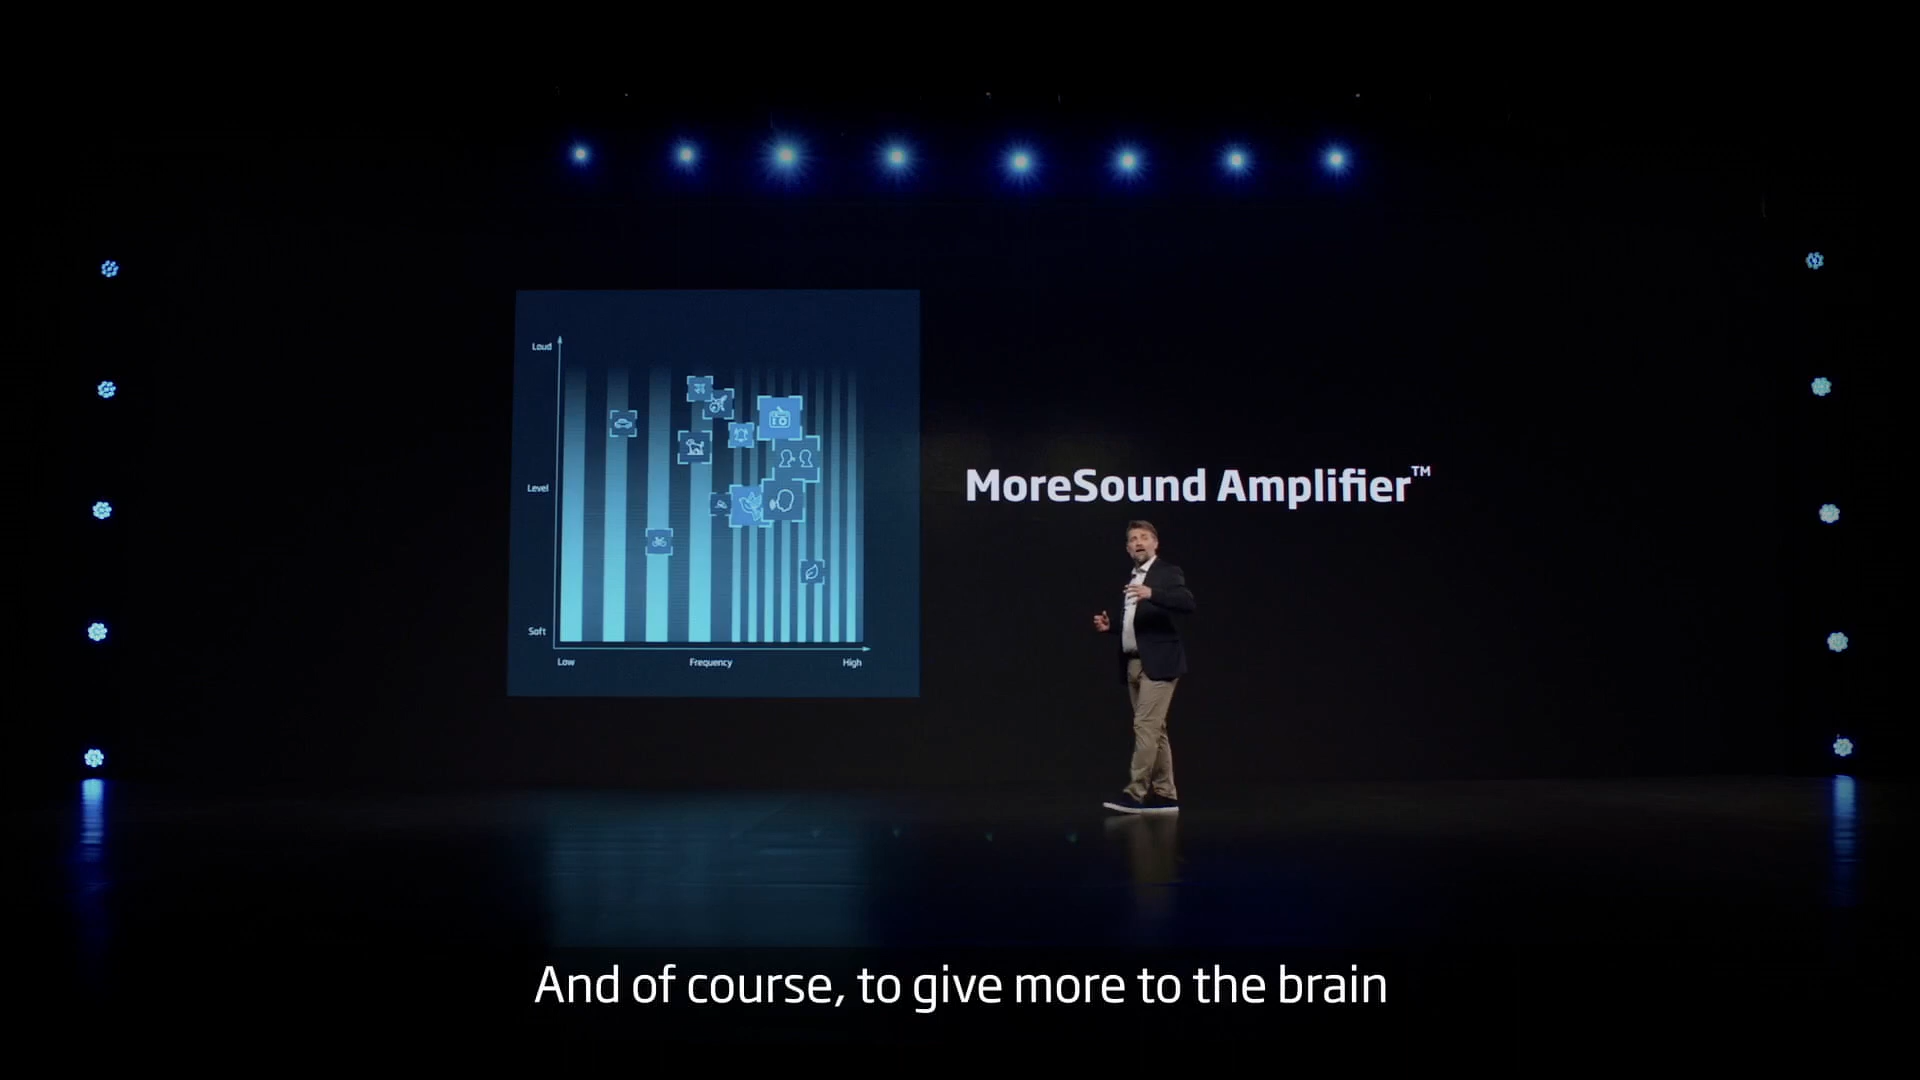 Loud
Level
Soft
Low Frequency High
MoreSound Amplifier™
And of course, to give more to the brain